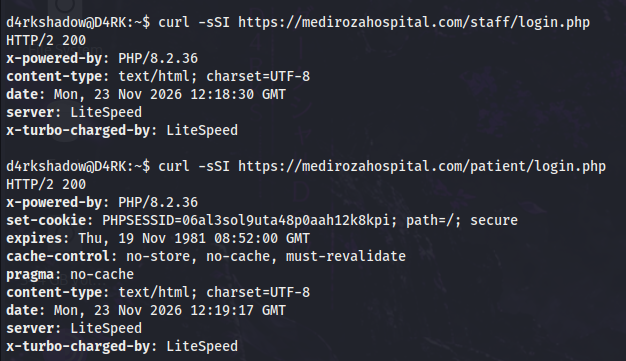 d4rkshadow@D4RK:~$ curl -sSI https://medirozahospital.com/staff/login.php
HTTP/2 200
x-powered-by: PHP/8.2.36
content-type: text/html; charset=UTF-8
date: Mon, 23 Nov 2026 12:18:30 GMT
server: LiteSpeed
x-turbo-charged-by: LiteSpeed

d4rkshadow@D4RK:~$ curl -sSI https://medirozahospital.com/patient/login.php
HTTP/2 200
x-powered-by: PHP/8.2.36
set-cookie: PHPSESSID=06al3sol9uta48p0aah12k8kpi; path=/; secure
expires: Thu, 19 Nov 1981 08:52:00 GMT
cache-control: no-store, no-cache, must-revalidate
pragma: no-cache
content-type: text/html; charset=UTF-8
date: Mon, 23 Nov 2026 12:19:17 GMT
server: LiteSpeed
x-turbo-charged-by: LiteSpeed